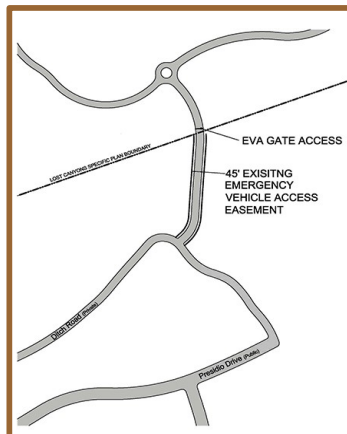 EVA GATE ACCESS
LOST CANYONS SPECIFIC PLAN BOUNDARY
45' EXISITNG
EMERGENCY
VEHICLE ACCESS
EASEMENT
Ditch Road (Private)
Presidio Drive (Public)